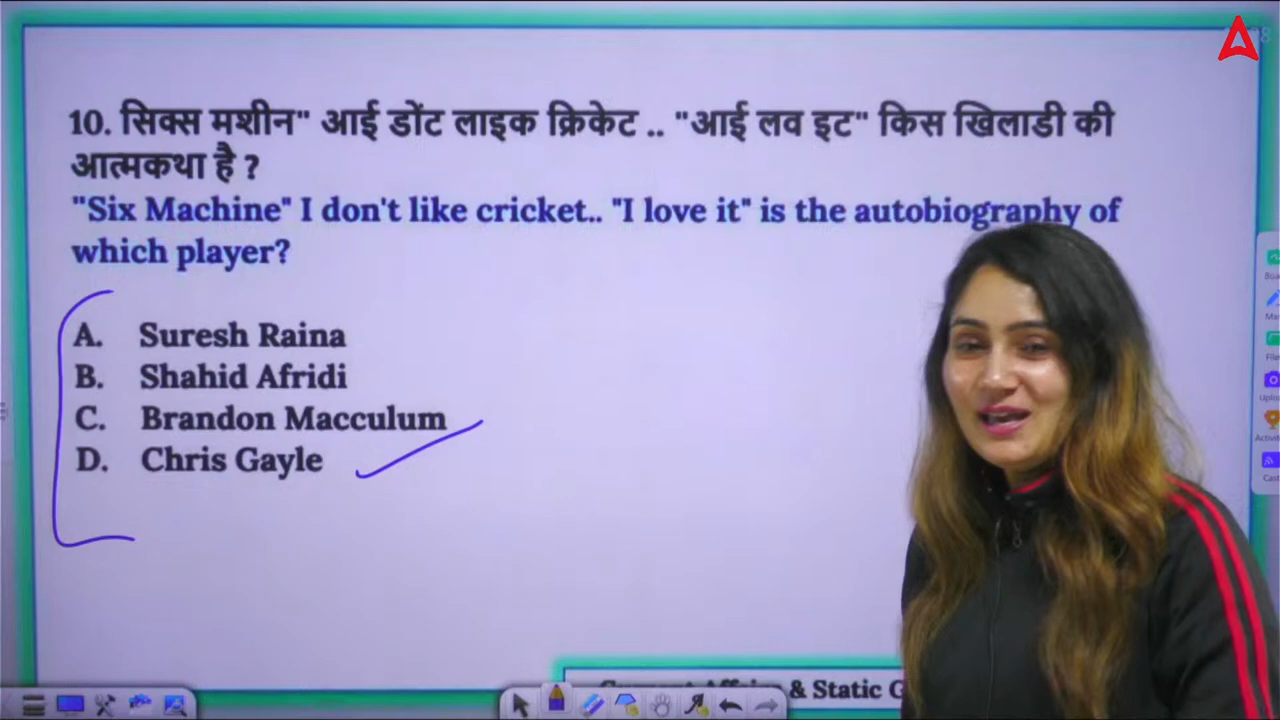 10. सिक्स मशीन" आई डोंट लाइक क्रिकेट .. "आई लव इट" किस खिलाडी की
आत्मकथा है ?
"Six Machine" I don't like cricket.. "I love it" is the autobiography of
which player?
A. Suresh Raina
B. Shahid Afridi
C. Brandon Macculum
D. Chris Gayle
& Static